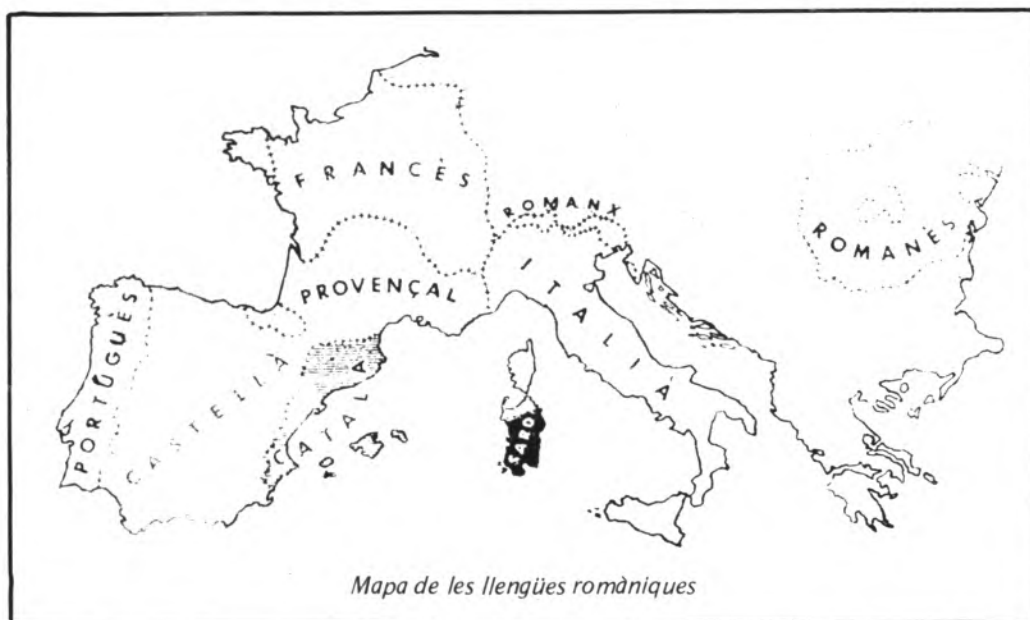 FRANCÈS
ROMANX
ROMANÈS
PROVENÇAL
ITALIÀ
PORTUGUÈS
CASTELLÀ
CATALÀ
SARD
Mapa de les llengües romàniques